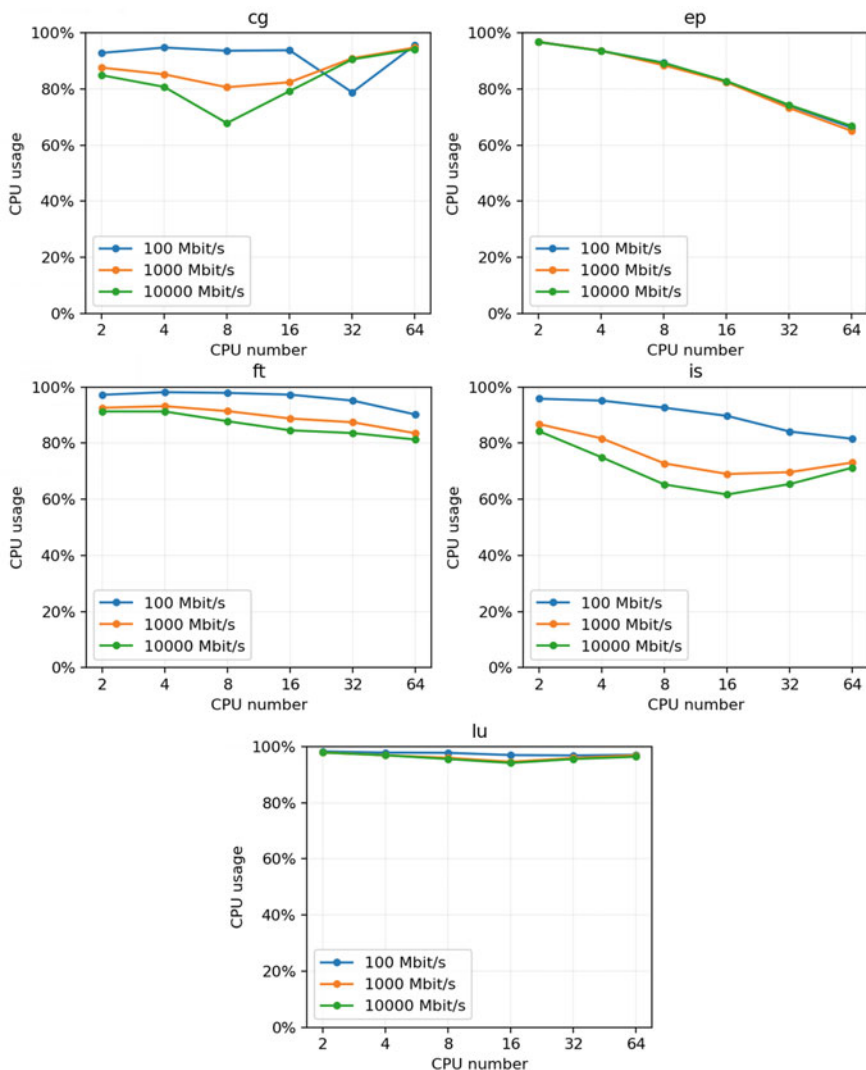 cg
100%
80%
60%
40%
20%
0%
CPU usage
100 Mbit/s
1000 Mbit/s
10000 Mbit/s
2 4 8 16 32 64
CPU number
ep
100%
80%
60%
40%
20%
0%
CPU usage
100 Mbit/s
1000 Mbit/s
10000 Mbit/s
2 4 8 16 32 64
CPU number
ft
100%
80%
60%
40%
20%
0%
CPU usage
100 Mbit/s
1000 Mbit/s
10000 Mbit/s
2 4 8 16 32 64
CPU number
is
100%
80%
60%
40%
20%
0%
CPU usage
100 Mbit/s
1000 Mbit/s
10000 Mbit/s
2 4 8 16 32 64
CPU number
lu
100%
80%
60%
40%
20%
0%
CPU usage
100 Mbit/s
1000 Mbit/s
10000 Mbit/s
2 4 8 16 32 64
CPU number